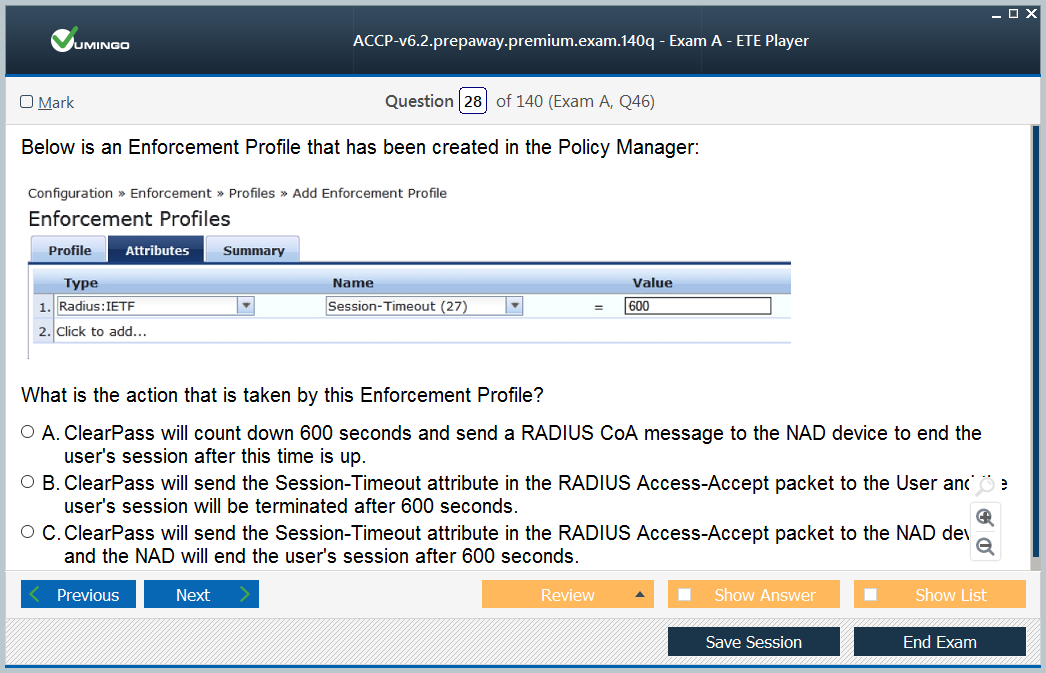 VUMINGO
ACCP-v6.2.prepaway.premium.exam.140q - Exam A - ETE Player
Mark
Question 28 of 140 (Exam A, Q46)
Below is an Enforcement Profile that has been created in the Policy Manager:
Configuration » Enforcement » Profiles » Add Enforcement Profile
Enforcement Profiles
Profile Attributes Summary
Type Name Value
1. Radius:IETF Session-Timeout (27) = 600
2. Click to add...
What is the action that is taken by this Enforcement Profile?
A. ClearPass will count down 600 seconds and send a RADIUS CoA message to the NAD device to end the
user's session after this time is up.
B. ClearPass will send the Session-Timeout attribute in the RADIUS Access-Accept packet to the User and
user's session will be terminated after 600 seconds.
C. ClearPass will send the Session-Timeout attribute in the RADIUS Access-Accept packet to the NAD
and the NAD will end the user's session after 600 seconds.
Previous Next Review Show Answer Show List
Save Session End Exam